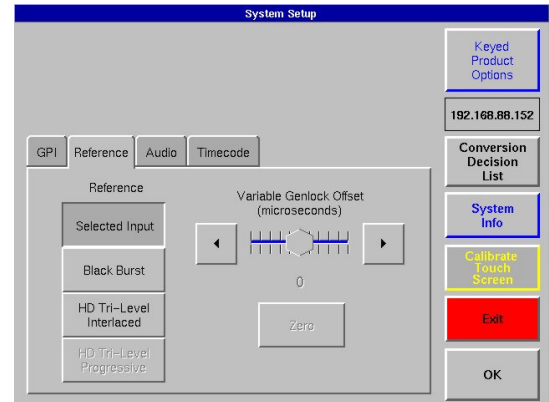 System Setup
Keyed
Product
Options
192.168.88.152
Conversion
Decision
List
System
Info
Calibrate
Touch
Screen
Exit
OK
GPI
Reference
Audio
Timecode
Reference
Selected Input
Black Burst
HD Tri-Level
Interlaced
HD Tri-Level
Progressive
Variable Genlock Offset
(microseconds)
0
Zero